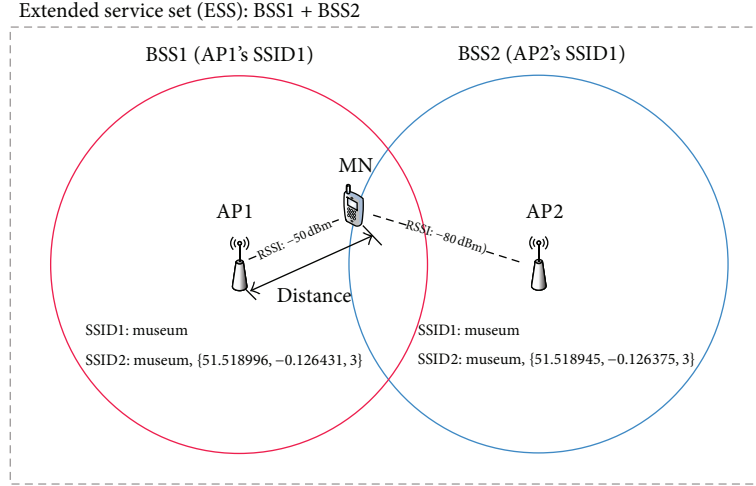 Extended service set (ESS): BSS1 + BSS2
BSS1 (AP1's SSID1)
BSS2 (AP2's SSID1)
MN
AP1
AP2
RSSI: −50 dBm
RSSI: −80 dBm)
Distance
SSID1: museum
SSID2: museum, {51.518996, −0.126431, 3}
SSID1: museum
SSID2: museum, {51.518945, −0.126375, 3}